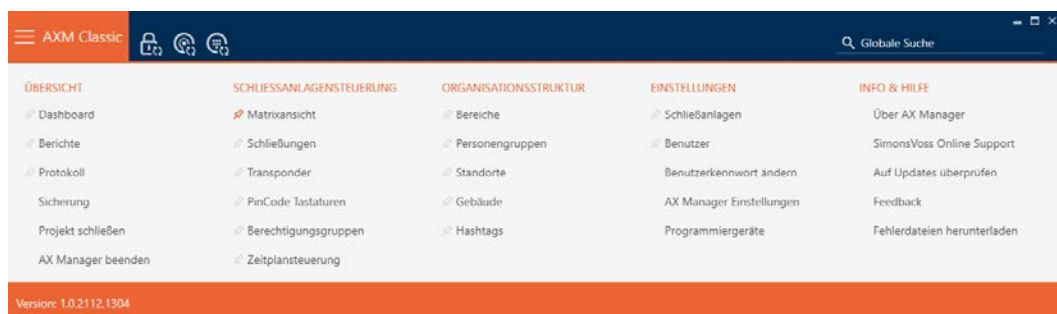 AXM Classic
Globale Suche
ÜBERSICHT
Dashboard
Berichte
Protokoll
Sicherung
Projekt schließen
AX Manager beenden
SCHLIESSANLAGENSTEUERUNG
Matrixansicht
Schließungen
Transponder
PinCode Tastaturen
Berechtigungsgruppen
Zeitplansteuerung
ORGANISATIONSSTRUKTUR
Bereiche
Personengruppen
Standorte
Gebäude
Hashtags
EINSTELLUNGEN
Schließanlagen
Benutzer
Benutzerkennwort ändern
AX Manager Einstellungen
Programmiergeräte
INFO & HILFE
Über AX Manager
SimonsVoss Online Support
Auf Updates überprüfen
Feedback
Fehlerdateien herunterladen
Version: 1.0.2112.1304